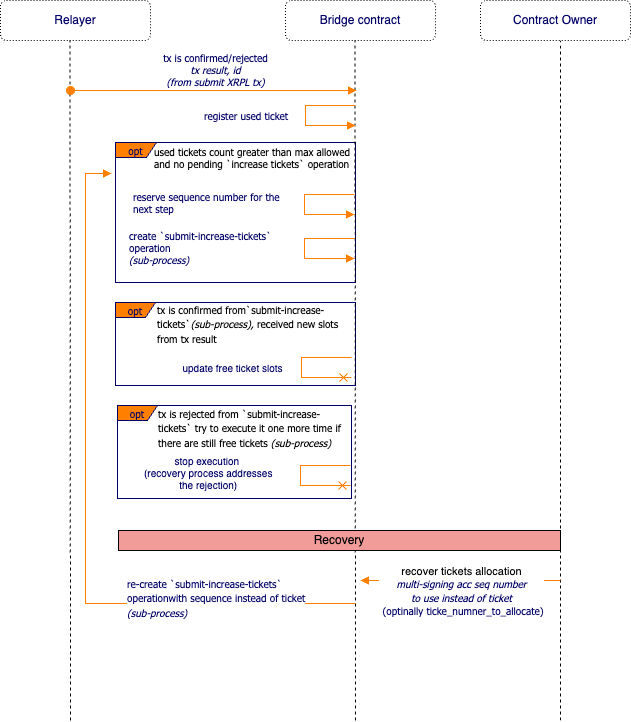 Relayer
Bridge contract
Contract Owner
tx is confirmed/rejected
tx result, id
(from submit XRPL tx)
register used ticket
opt
used tickets count greater than max allowed
and no pending `increase tickets` operation
reserve sequence number for the
next step
create `submit-increase-tickets`
operation
(sub-process)
opt
tx is confirmed from`submit-increase-
tickets`(sub-process), received new slots
from tx result
update free ticket slots
opt
tx is rejected from `submit-increase-
tickets` try to execute it one more time if
there are still free tickets (sub-process)
stop execution
(recovery process addresses
the rejection)
Recovery
re-create `submit-increase-tickets`
operationwith sequence instead of ticket
(sub-process)
recover tickets allocation
multi-signing acc seq number
to use instead of ticket
(optinally ticke_numner_to_allocate)